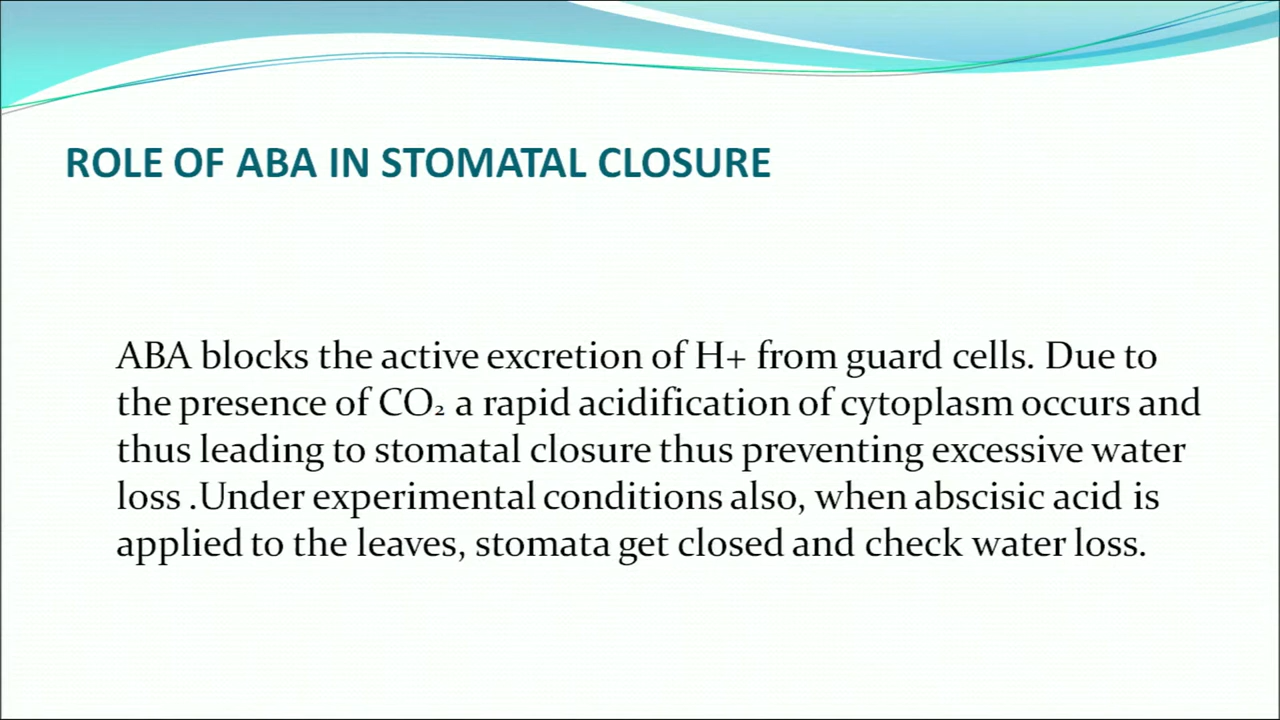 ROLE OF ABA IN STOMATAL CLOSURE
ABA blocks the active excretion of H+ from guard cells. Due to
the presence of CO₂ a rapid acidification of cytoplasm occurs and
thus leading to stomatal closure thus preventing excessive water
loss .Under experimental conditions also, when abscisic acid is
applied to the leaves, stomata get closed and check water loss.